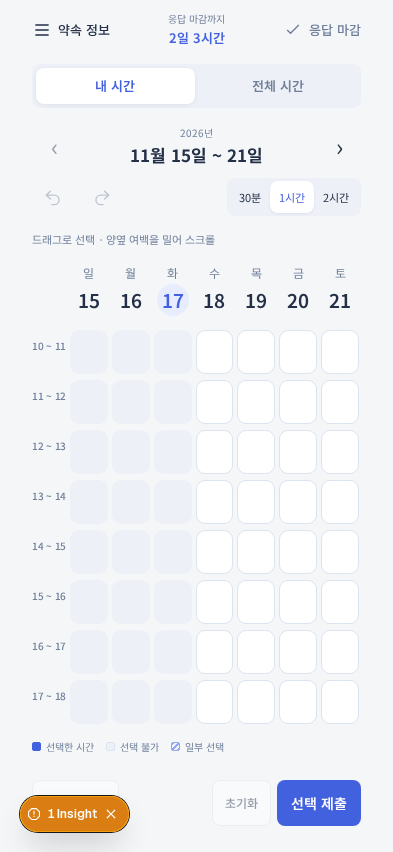 약속 정보
응답 마감까지
2일 3시간
응답 마감
내 시간
전체 시간
2026년
11월 15일 ~ 21일
30분
1시간
2시간
드래그로 선택 · 양옆 여백을 밀어 스크롤
일 월 화 수 목 금 토
15 16 17 18 19 20 21
10 ~ 11
11 ~ 12
12 ~ 13
13 ~ 14
14 ~ 15
15 ~ 16
16 ~ 17
17 ~ 18
선택한 시간
선택 불가
일부 선택
초기화
선택 제출
1 Insight